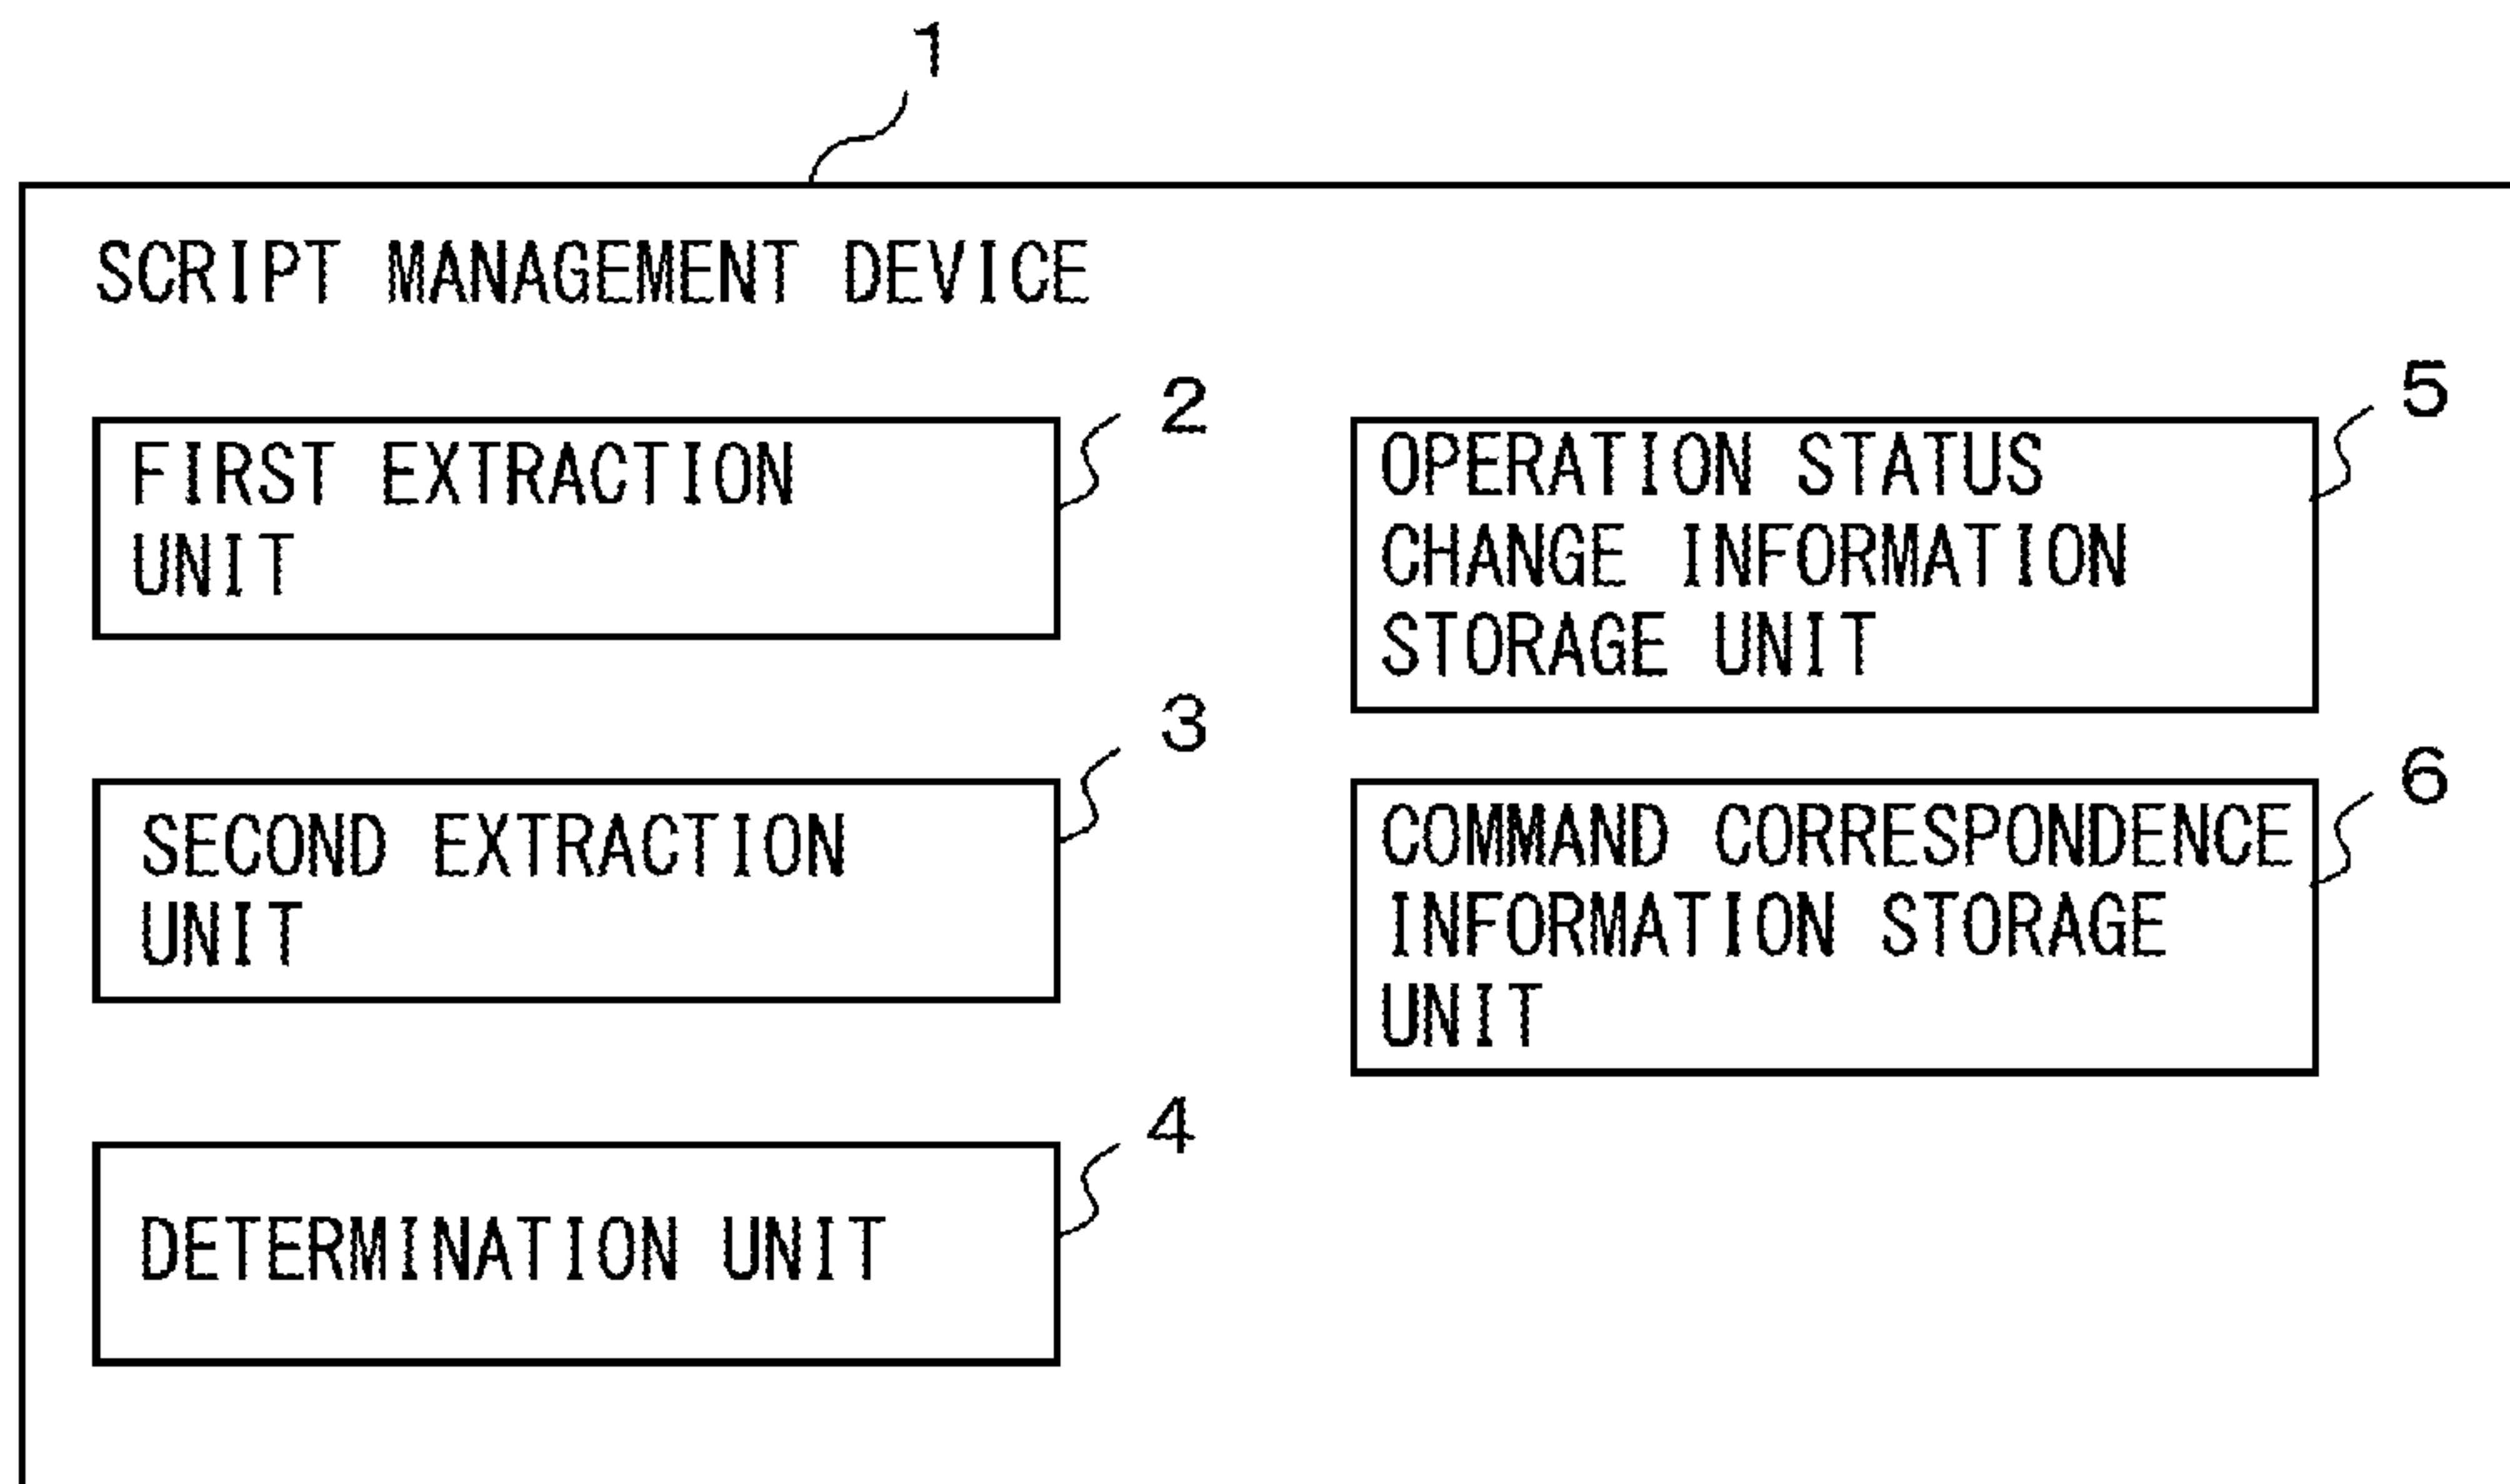 1
SCRIPT MANAGEMENT DEVICE
2
FIRST EXTRACTION
UNIT
3
SECOND EXTRACTION
UNIT
4
DETERMINATION UNIT
5
OPERATION STATUS
CHANGE INFORMATION
STORAGE UNIT
6
COMMAND CORRESPONDENCE
INFORMATION STORAGE
UNIT